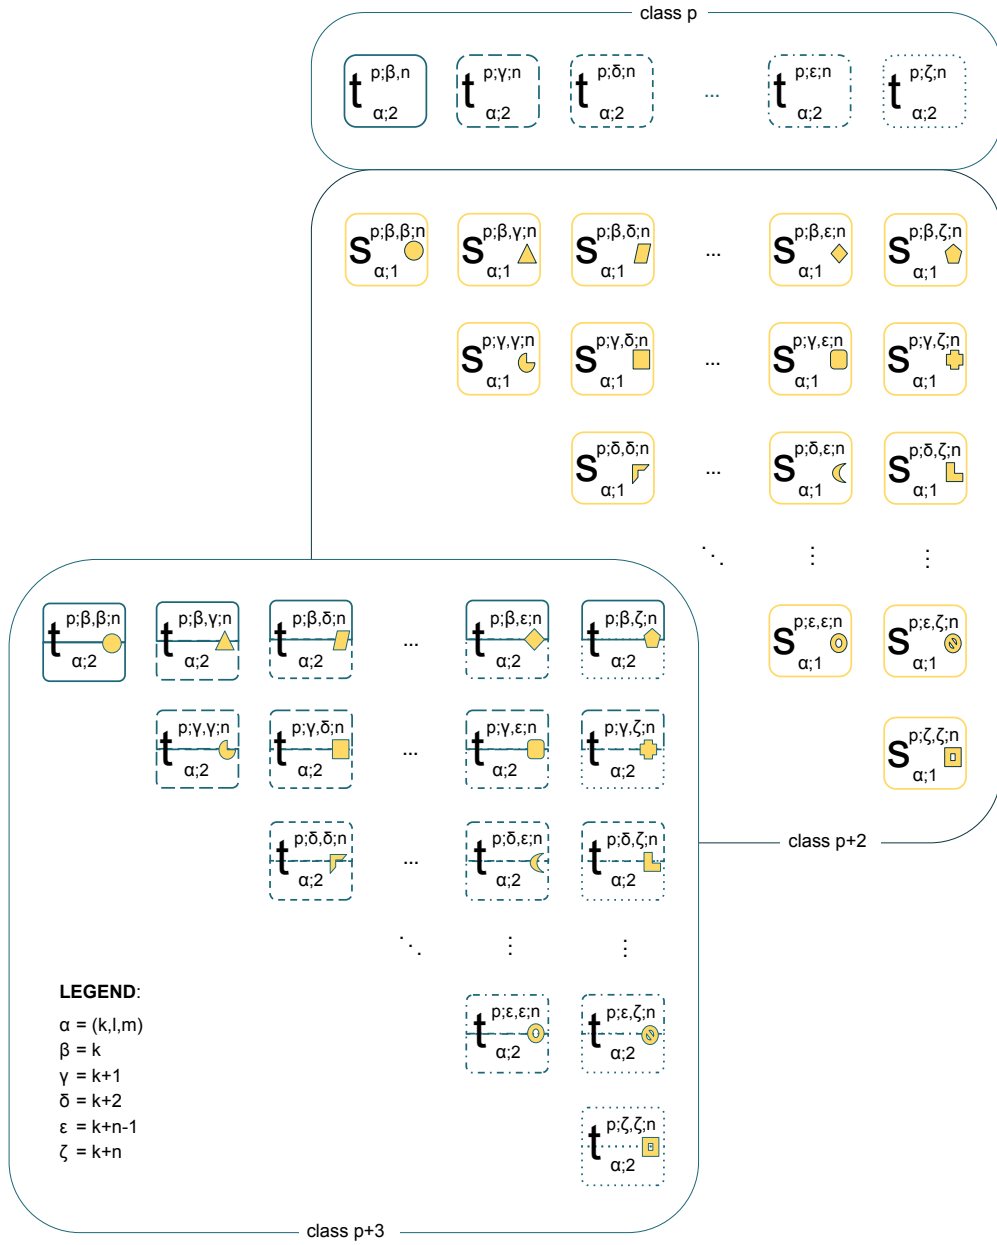 class p
t p;β,n α;2
t p;γ;n α;2
t p;δ;n α;2
...
t p;ε;n α;2
t p;ζ;n α;2
s p;β,β;n α;1
s p;β,γ;n α;1
s p;β,δ;n α;1
...
s p;β,ε;n α;1
s p;β,ζ;n α;1
s p;γ,γ;n α;1
s p;γ,δ;n α;1
...
s p;γ,ε;n α;1
s p;γ,ζ;n α;1
s p;δ,δ;n α;1
...
s p;δ,ε;n α;1
s p;δ,ζ;n α;1
⋱
⋮
⋮
s p;ε,ε;n α;1
s p;ε,ζ;n α;1
s p;ζ,ζ;n α;1
class p+2
t p;β,β;n α;2
t p;β,γ;n α;2
t p;β,δ;n α;2
...
t p;β,ε;n α;2
t p;β,ζ;n α;2
t p;γ,γ;n α;2
t p;γ,δ;n α;2
...
t p;γ,ε;n α;2
t p;γ,ζ;n α;2
t p;δ,δ;n α;2
...
t p;δ,ε;n α;2
t p;δ,ζ;n α;2
⋱
⋮
⋮
t p;ε,ε;n α;2
t p;ε,ζ;n α;2
t p;ζ,ζ;n α;2
LEGEND:
α = (k,l,m)
β = k
γ = k+1
δ = k+2
ε = k+n-1
ζ = k+n
class p+3